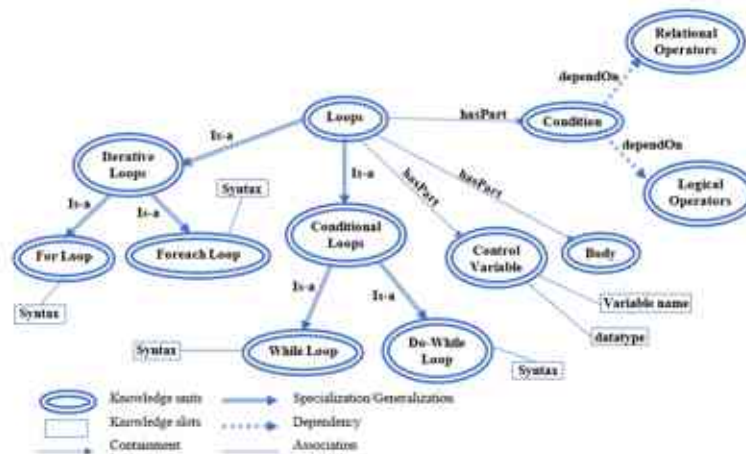 Relational
Operators
dependOn
Loops
hasPart
Condition
Is-a
dependOn
Iterative
Loops
Syntax
Is-a
hasPart
hasPart
Logical
Operators
Is-a
Is-a
Conditional
Loops
For Loop
Foreach Loop
Control
Variable
Body
Syntax
Is-a
Is-a
Variable name
datatype
Syntax
While Loop
Do-While
Loop
Syntax
Knowledge units
Specialization/Generalization
Knowledge slots
Dependency
Containment
Association